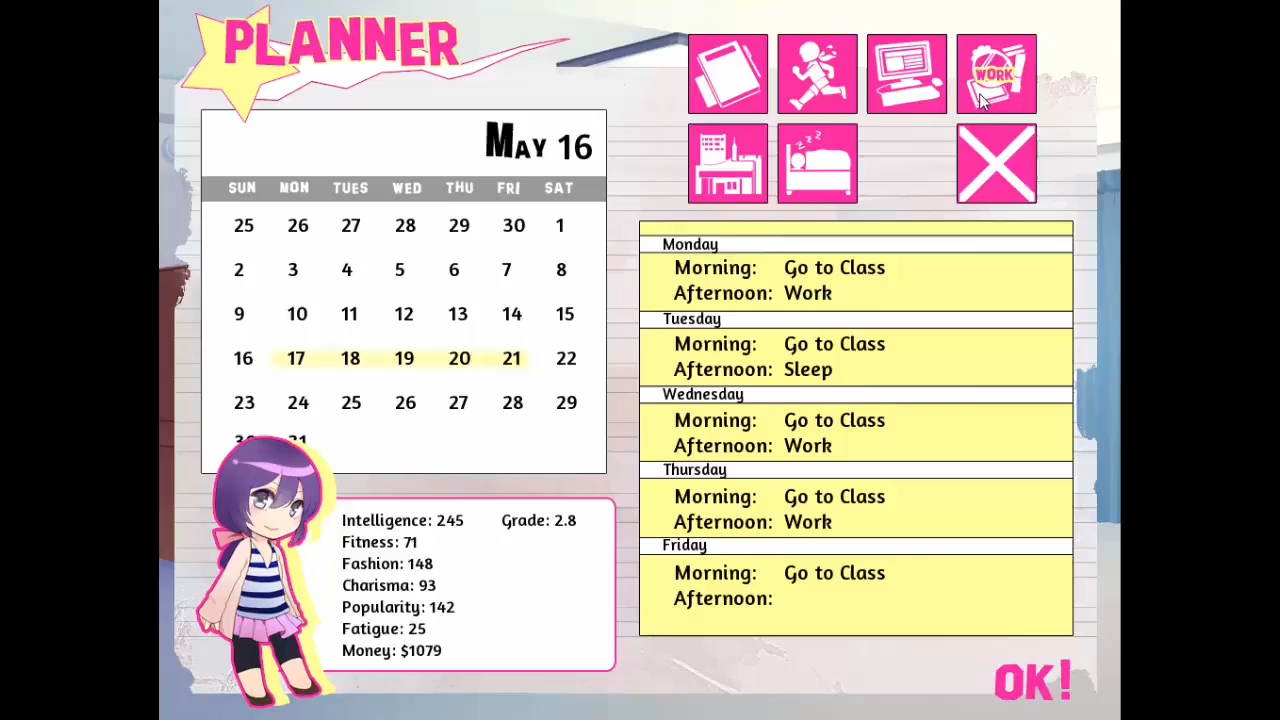 PLANNER
MAY 16
SUN MON TUES WED THU FRI SAT
25 26 27 28 29 30 1
2 3 4 5 6 7 8
9 10 11 12 13 14 15
16 17 18 19 20 21 22
23 24 25 26 27 28 29
30 31
Intelligence: 245 Grade: 2.8
Fitness: 71
Fashion: 148
Charisma: 93
Popularity: 142
Fatigue: 25
Money: $1079
WORK
Z Z Z
Monday
Morning: Go to Class
Afternoon: Work
Tuesday
Morning: Go to Class
Afternoon: Sleep
Wednesday
Morning: Go to Class
Afternoon: Work
Thursday
Morning: Go to Class
Afternoon: Work
Friday
Morning: Go to Class
Afternoon:
OK!